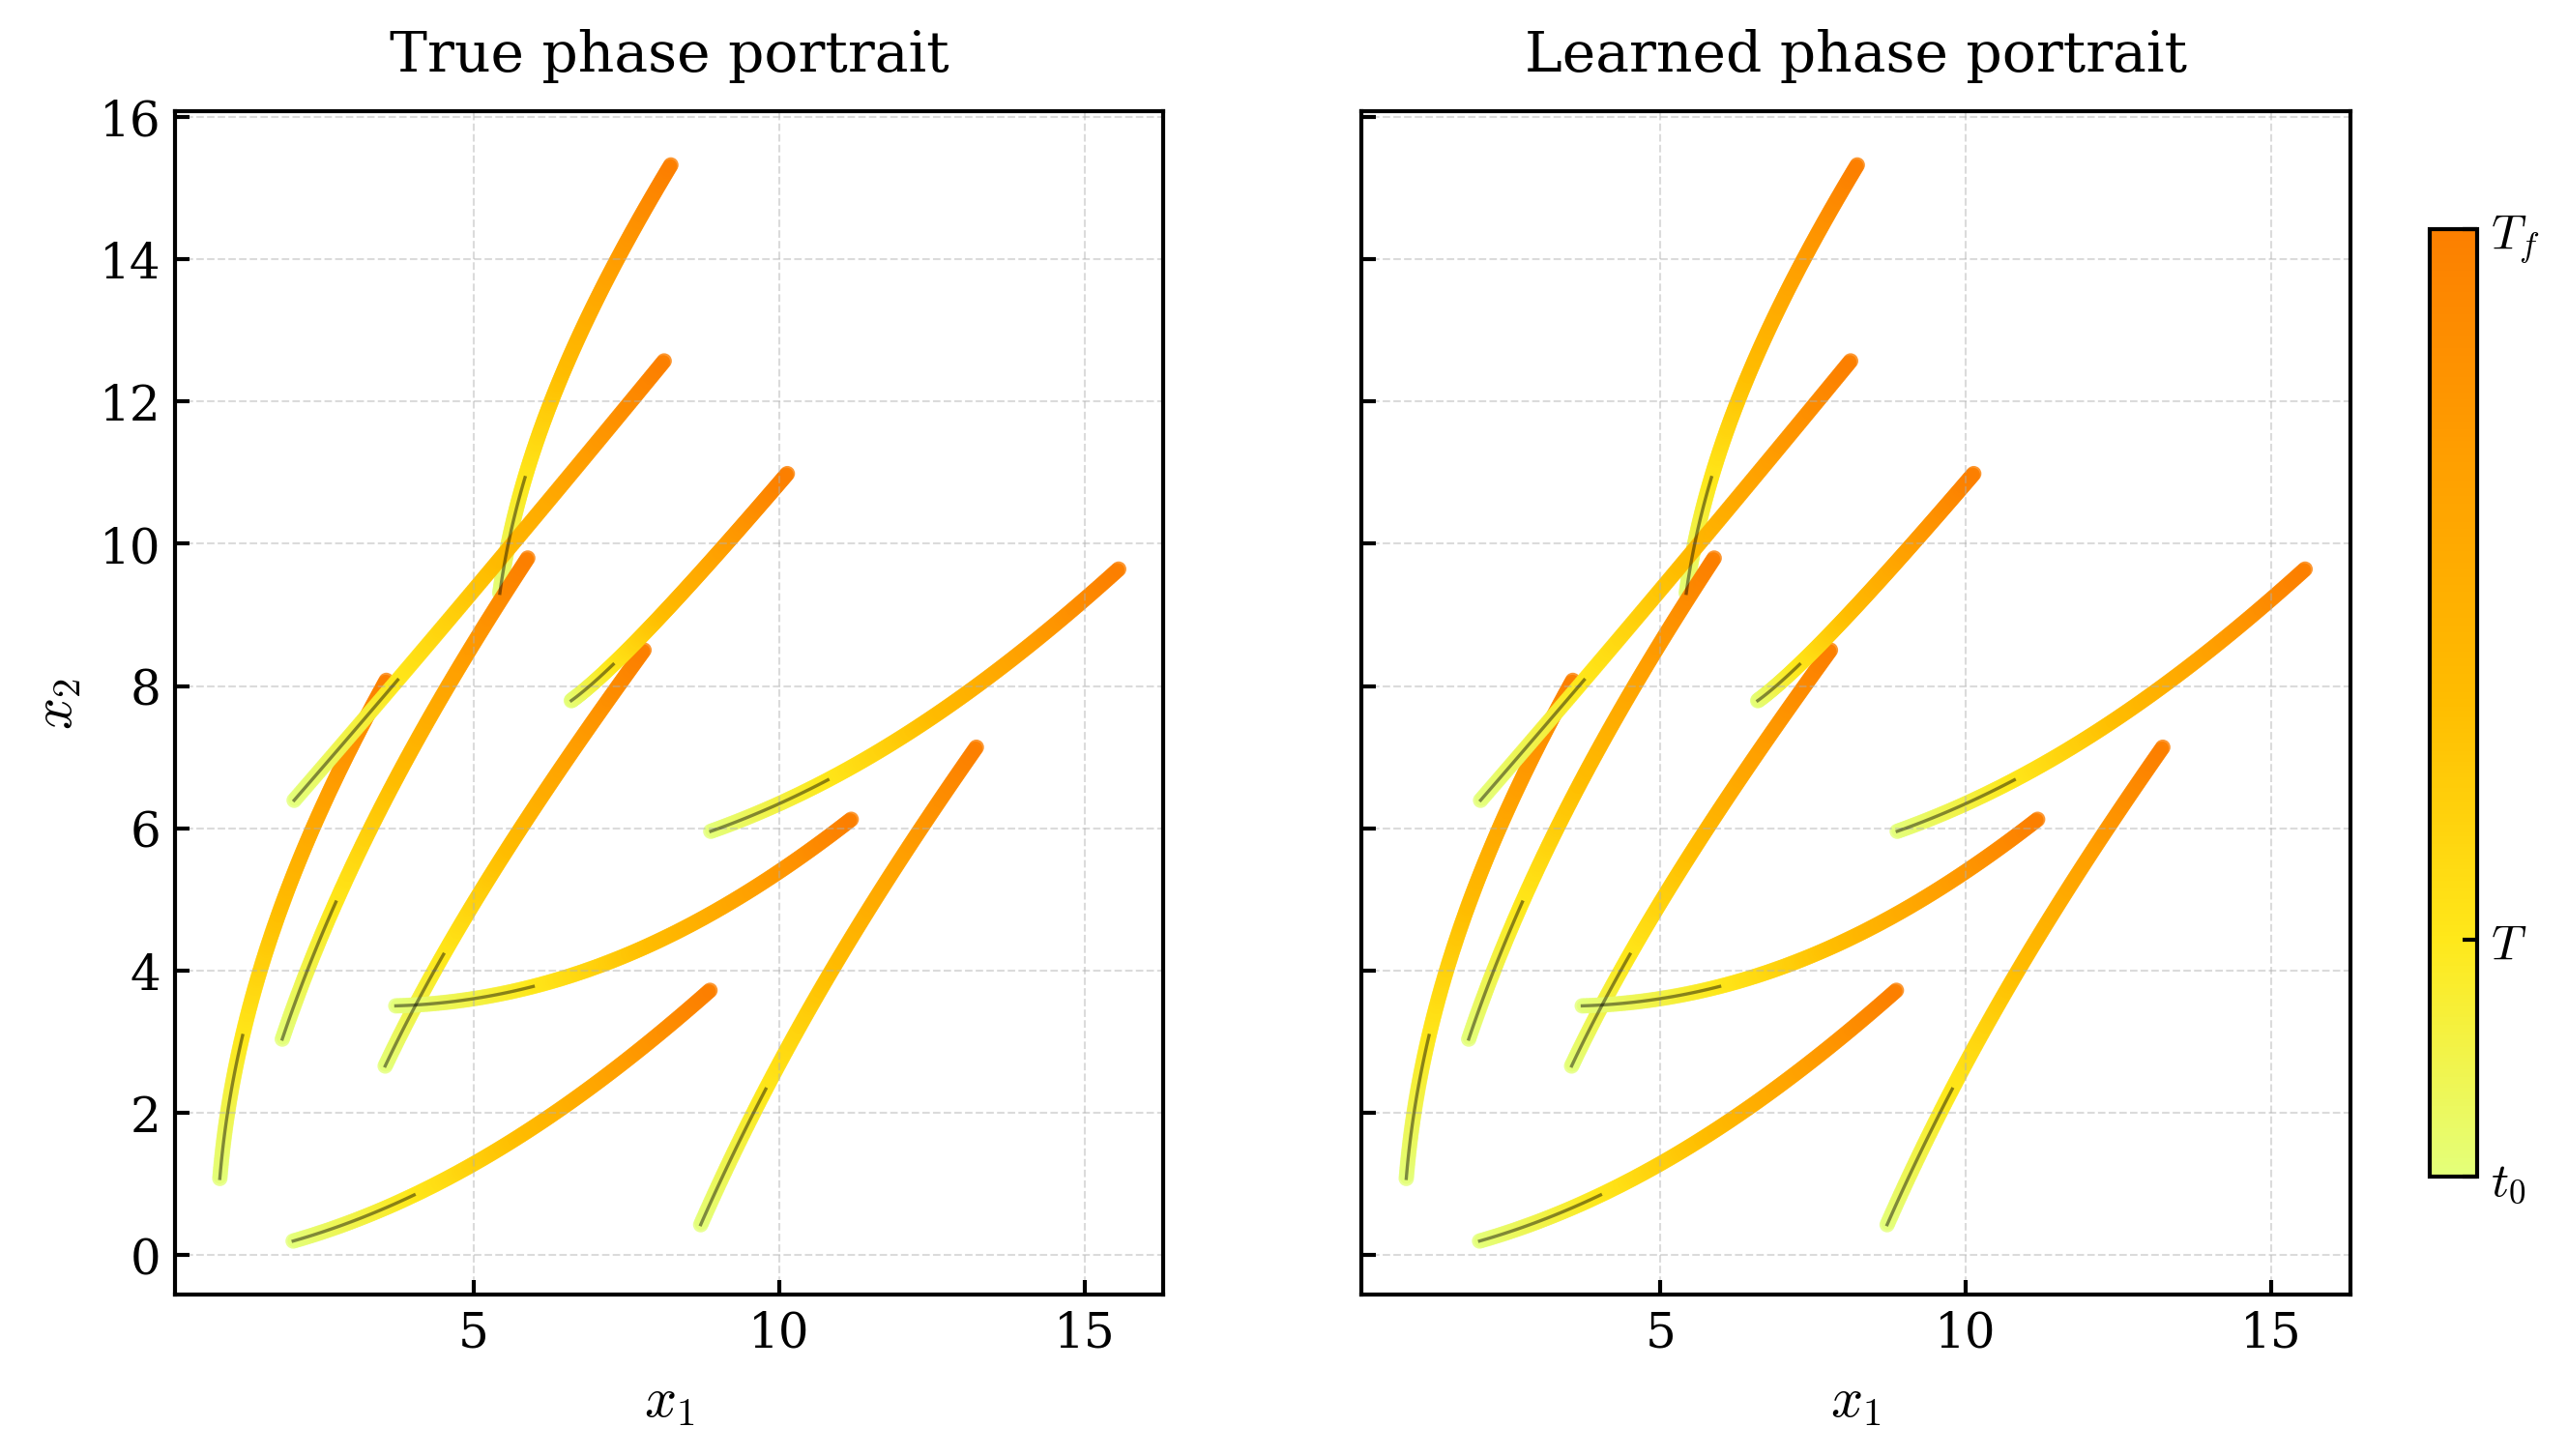 True phase portrait
Learned phase portrait
16
14
12
10
8
6
4
2
0
x₂
5 10 15
x₁
5 10 15
x₁
T_f
T
t₀